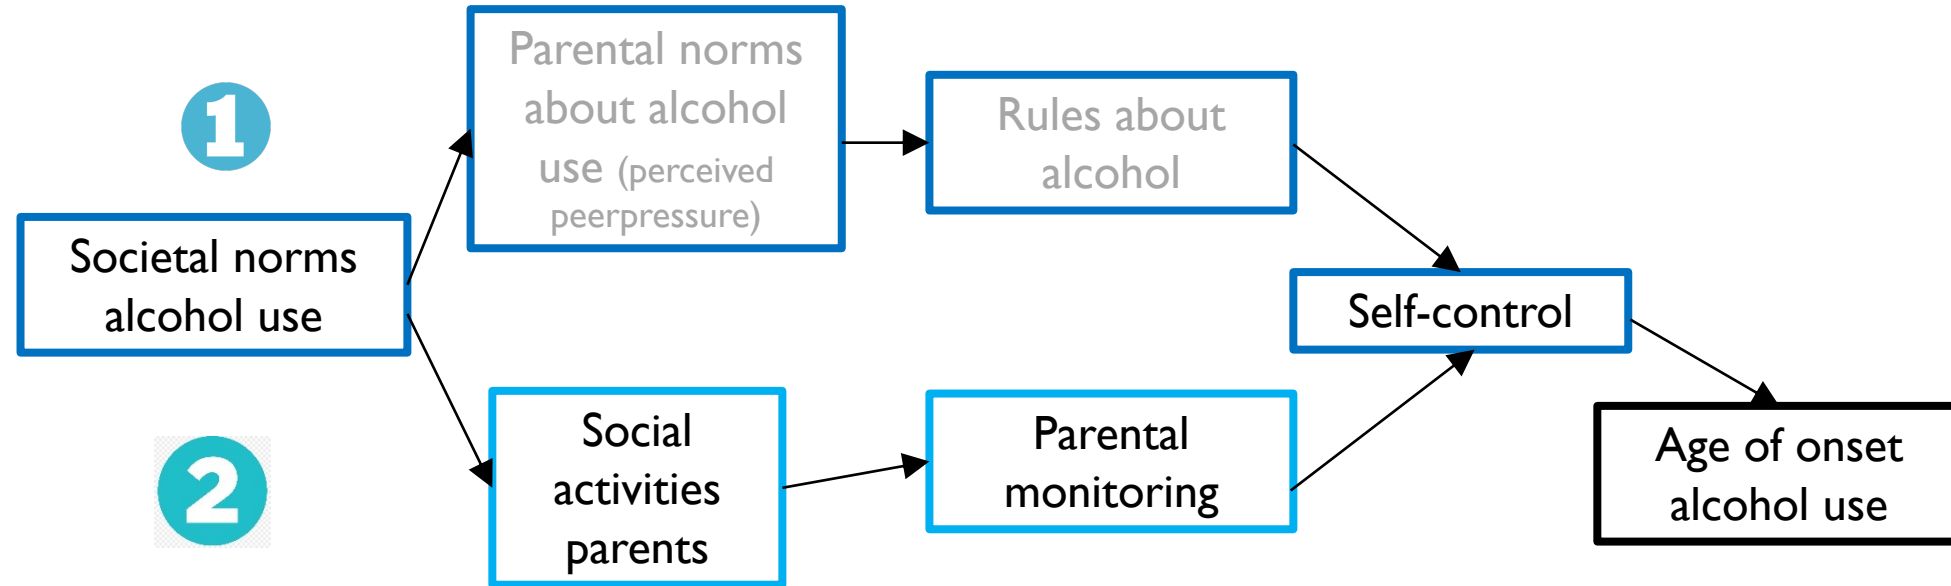 1
Parental norms
about alcohol
use (perceived
peerpressure)
Rules about
alcohol
Societal norms
alcohol use
Self-control
2
Social
activities
parents
Parental
monitoring
Age of onset
alcohol use